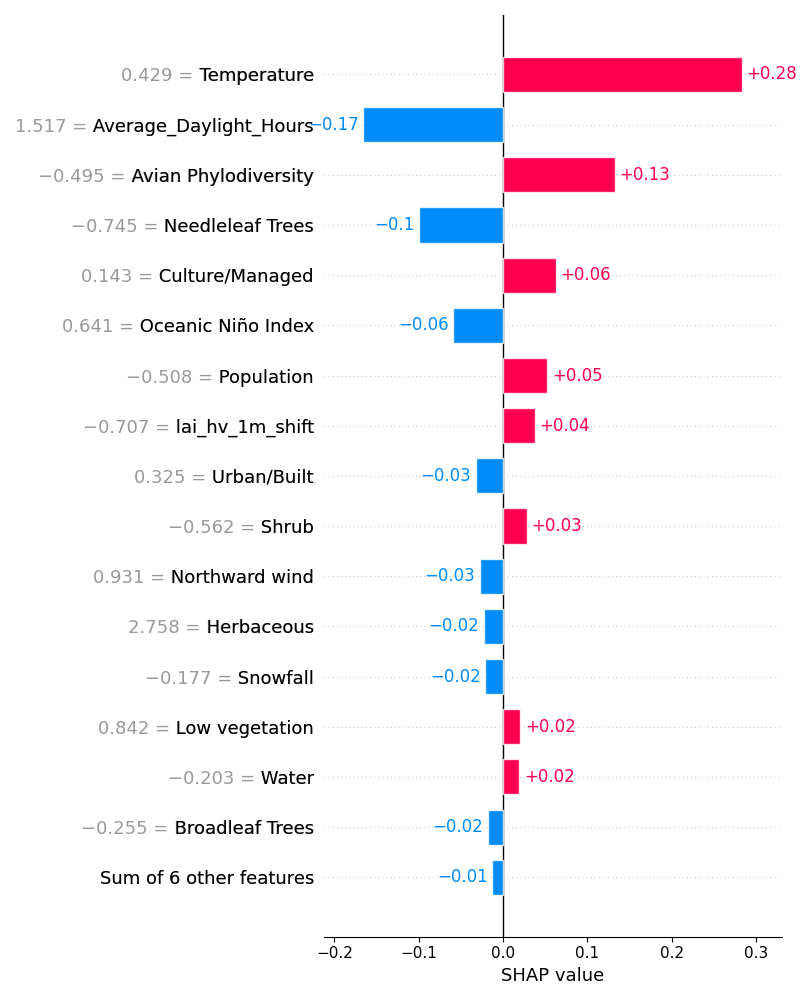 0.429 = Temperature +0.28
1.517 = Average_Daylight_Hours −0.17
−0.495 = Avian Phylodiversity +0.13
−0.745 = Needleleaf Trees −0.1
0.143 = Culture/Managed +0.06
0.641 = Oceanic Niño Index −0.06
−0.508 = Population +0.05
−0.707 = lai_hv_1m_shift +0.04
0.325 = Urban/Built −0.03
−0.562 = Shrub +0.03
0.931 = Northward wind −0.03
2.758 = Herbaceous −0.02
−0.177 = Snowfall −0.02
0.842 = Low vegetation +0.02
−0.203 = Water +0.02
−0.255 = Broadleaf Trees −0.02
Sum of 6 other features −0.01
−0.2 −0.1 0.0 0.1 0.2 0.3
SHAP value